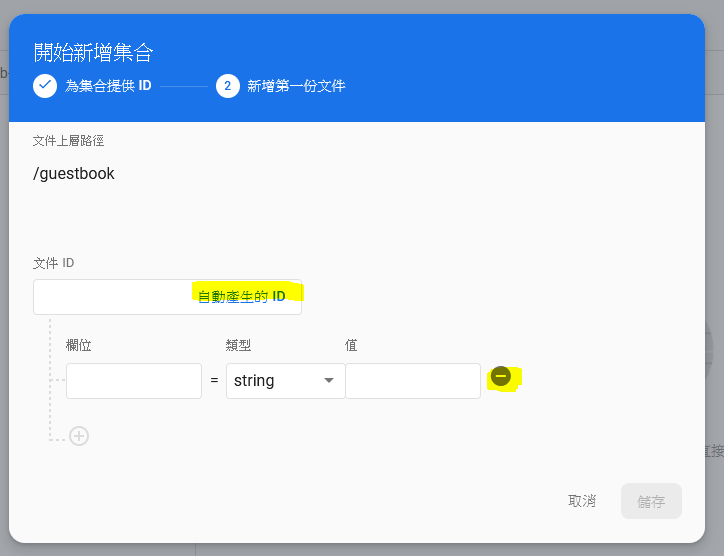 開始新增集合
為集合提供 ID
2 新增第一份文件
文件上層路徑
/guestbook
文件 ID
自動產生的 ID
欄位 類型 值
= string
取消 儲存
直接